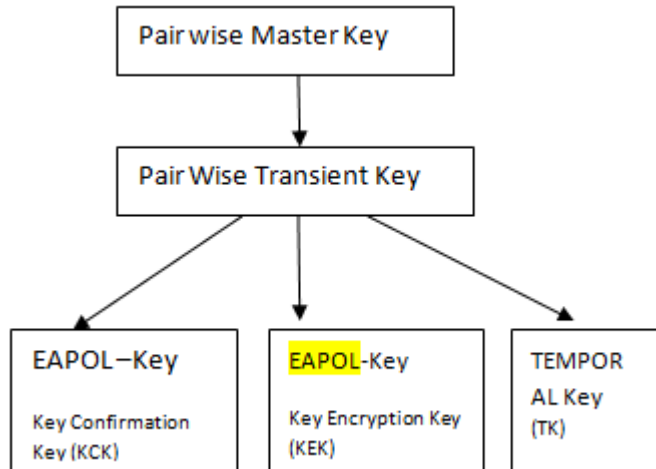 Pair wise Master Key
Pair Wise Transient Key
EAPOL–Key
Key Confirmation
Key (KCK)
EAPOL-Key
Key Encryption Key
(KEK)
TEMPOR
AL Key
(TK)